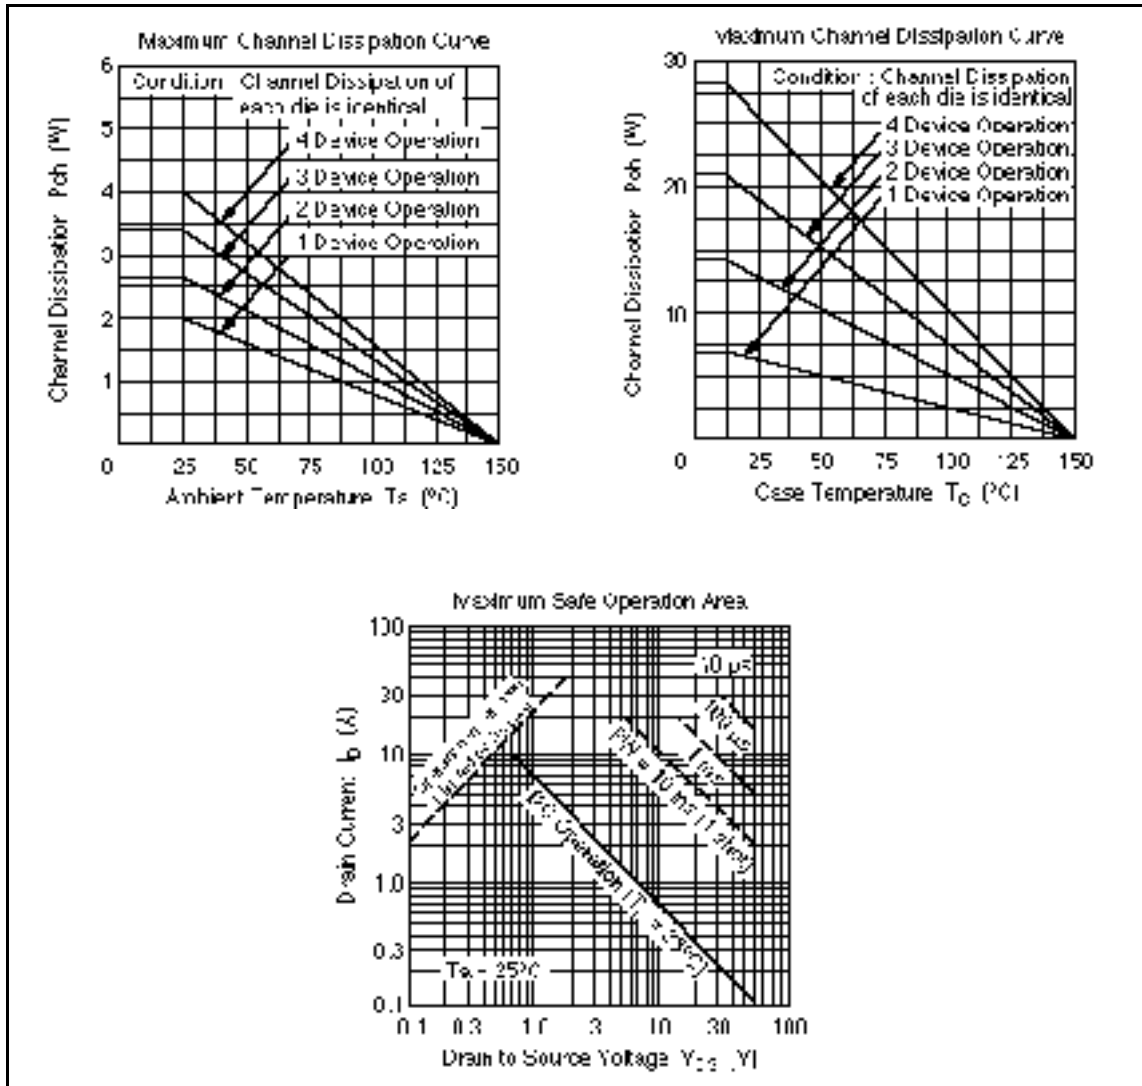 Maximum Channel Dissipation Curve
Channel Dissipation Pch (W)
6
5
4
3
2
1
Condition : Channel Dissipation of
each die is identical
4 Device Operation
3 Device Operation
2 Device Operation
1 Device Operation
0 25 50 75 100 125 150
Ambient Temperature Ta (°C)
Maximum Channel Dissipation Curve
Channel Dissipation Pch (W)
30
20
10
Condition : Channel Dissipation
of each die is identical
4 Device Operation
3 Device Operation
2 Device Operation
1 Device Operation
0 25 50 75 100 125 150
Case Temperature TC (°C)
Maximum Safe Operation Area
Drain Current ID (A)
100
30
10
3
1.0
0.3
0.1
10 µs
100 µs
1 ms
PW = 10 ms (1 shot)
DC Operation (TC = 25°C)
Operation in
Ta = 25°C
0.1 0.3 1.0 3 10 30 100
Drain to Source Voltage VDS (V)